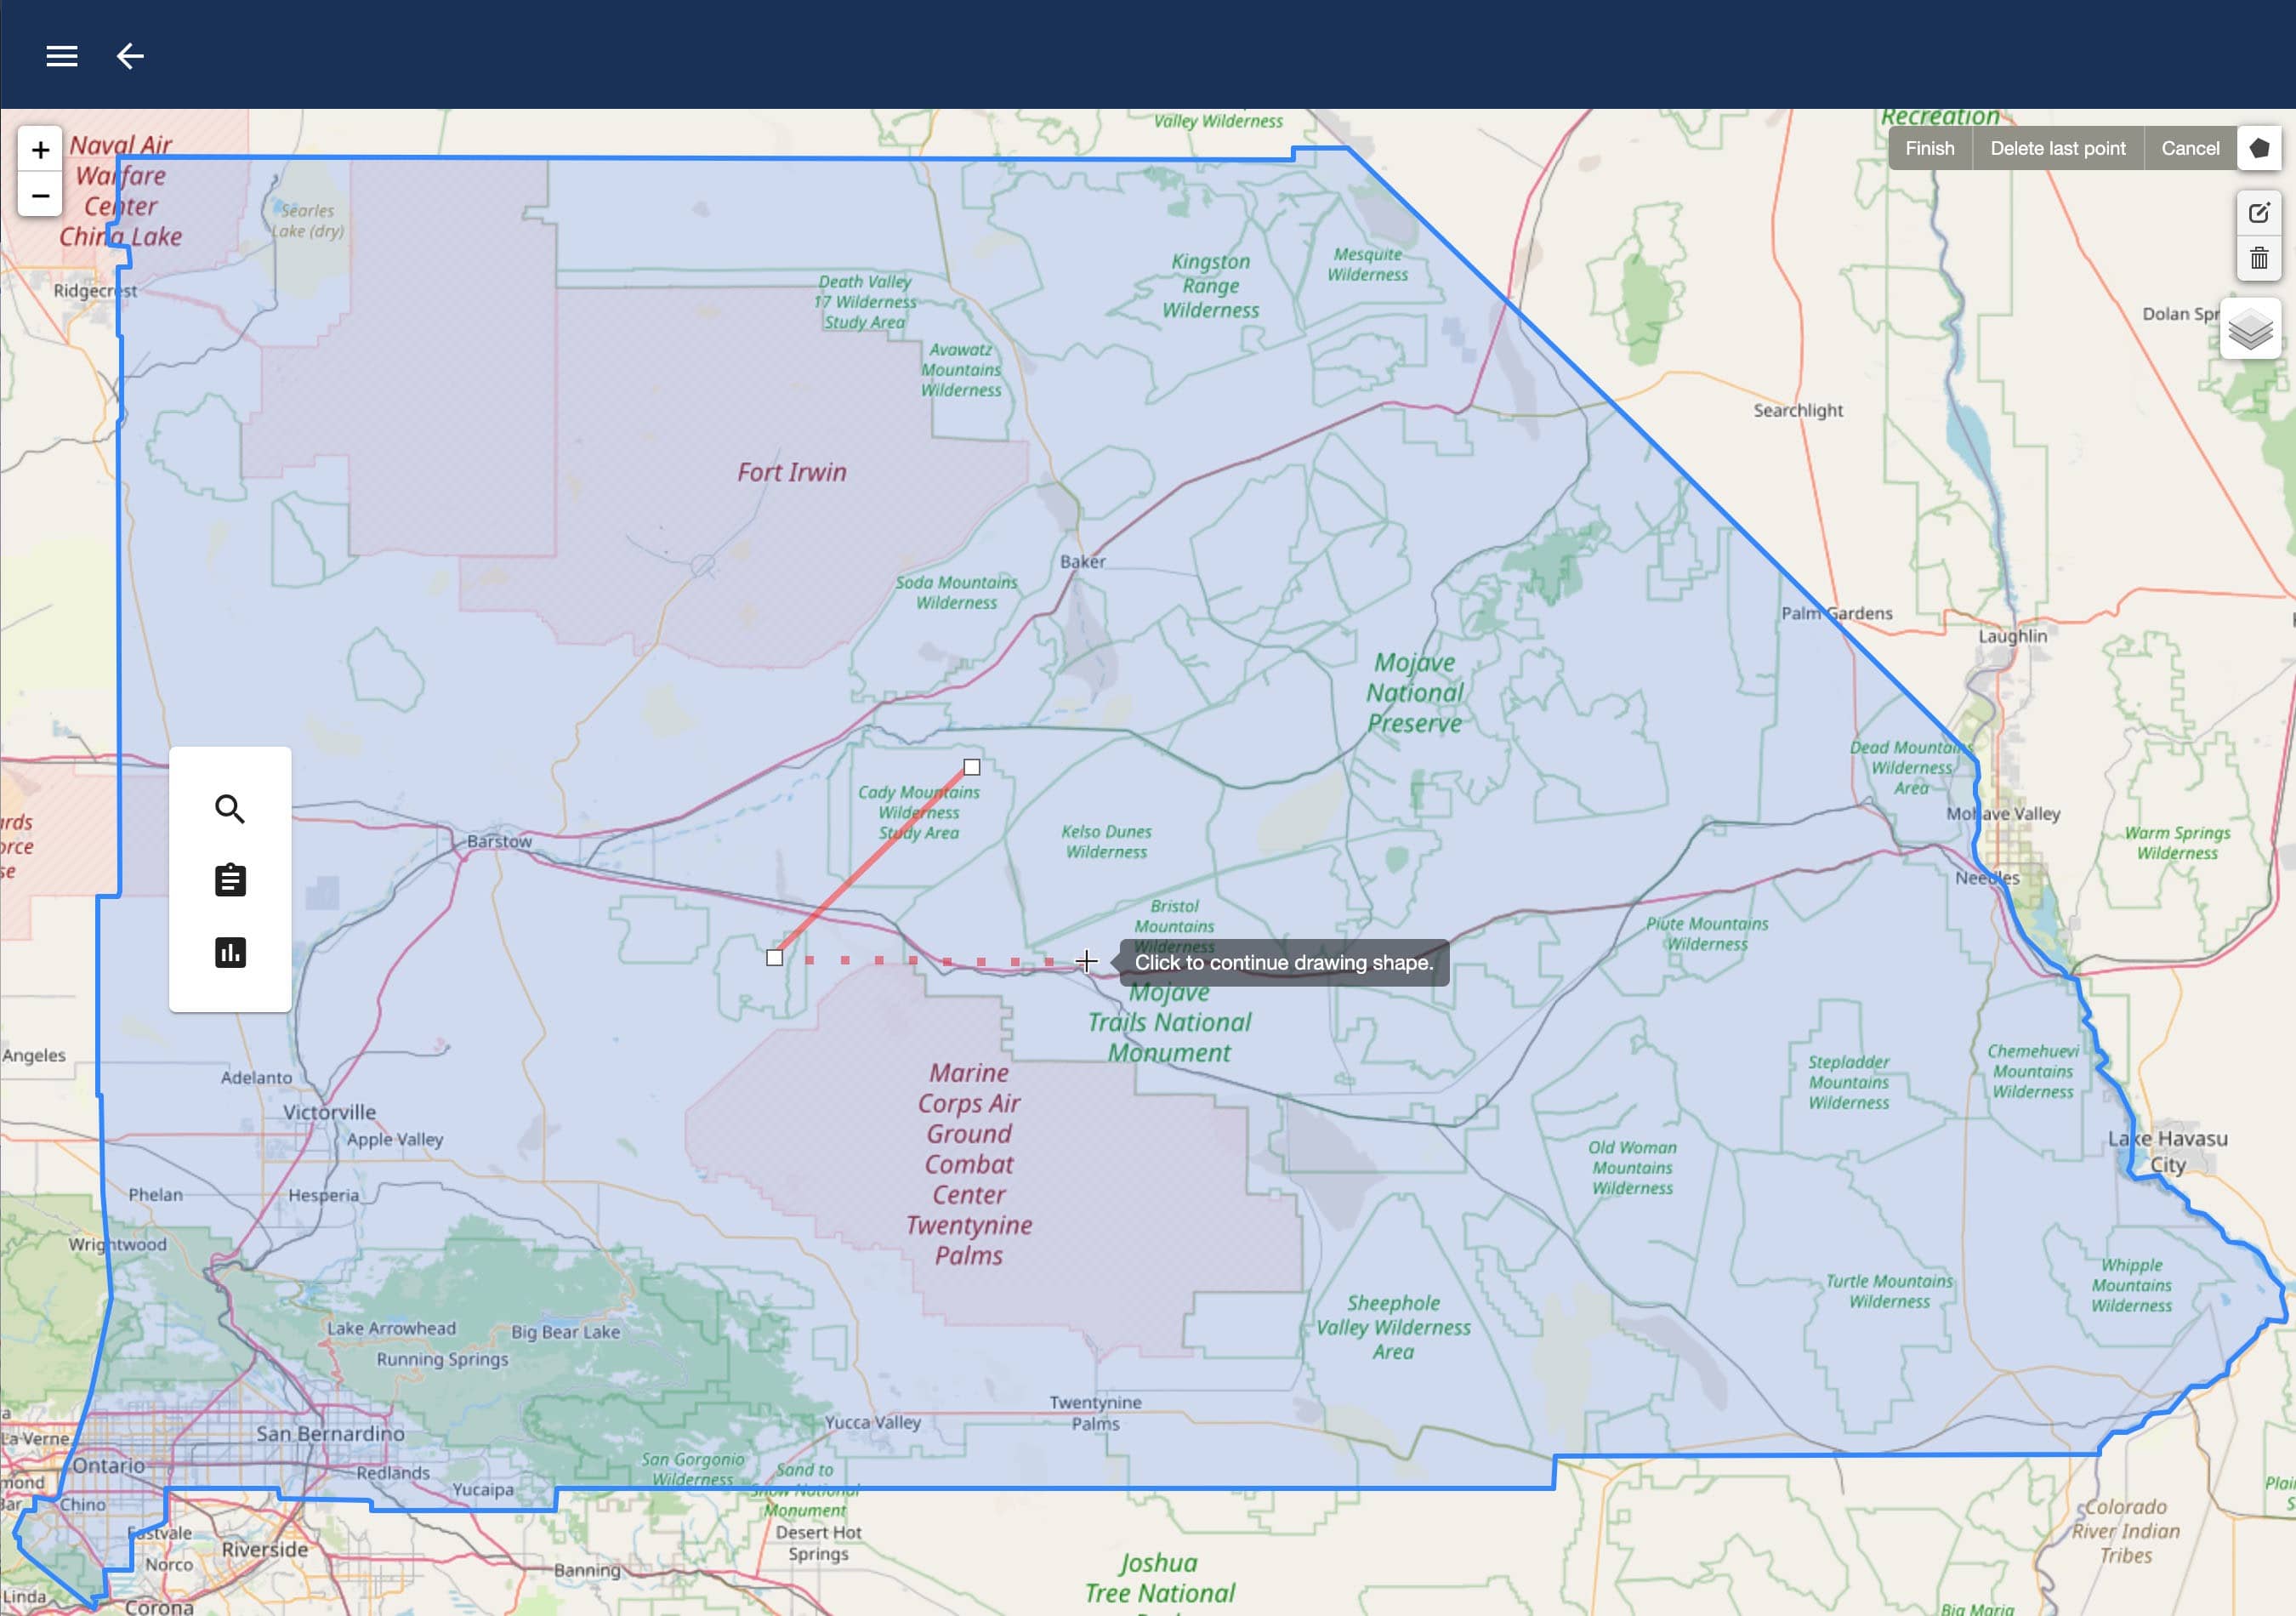 Valley Wilderness
Recreation
+
−
Naval Air
Warfare
Center
China Lake
Finish
Delete last point
Cancel
Searles
Lake (dry)
Ridgecrest
Death Valley
17 Wilderness
Study Area
Kingston
Range
Wilderness
Mesquite
Wilderness
Dolan Spr
Avawatz
Mountains
Wilderness
Searchlight
Fort Irwin
Baker
Soda Mountains
Wilderness
Palm Gardens
Laughlin
Mojave
National
Preserve
Dead Mountains
Wilderness
Area
Cady Mountains
Wilderness
Study Area
Mohave Valley
Kelso Dunes
Wilderness
Warm Springs
Wilderness
Barstow
rds
orce
se
Needles
Bristol
Mountains
Wilderness
Piute Mountains
Wilderness
Click to continue drawing shape.
Mojave
Trails National
Monument
Angeles
Adelanto
Victorville
Apple Valley
Marine
Corps Air
Ground
Combat
Center
Twentynine
Palms
Stepladder
Mountains
Wilderness
Chemehuevi
Mountains
Wilderness
Old Woman
Mountains
Wilderness
Lake Havasu
City
Phelan
Hesperia
Wrightwood
Whipple
Mountains
Wilderness
Turtle Mountains
Wilderness
Sheephole
Valley Wilderness
Area
Lake Arrowhead
Big Bear Lake
Running Springs
Twentynine
Palms
Yucca Valley
La Verne
San Bernardino
Ontario
Redlands
San Gorgonio
Wilderness
Sand to
Snow National
Monument
Yucaipa
mond
Bar
Chino
Eastvale
Norco
Riverside
Desert Hot
Springs
Banning
Colorado
River Indian
Tribes
Joshua
Tree National
Linda
Corona
Big Maria